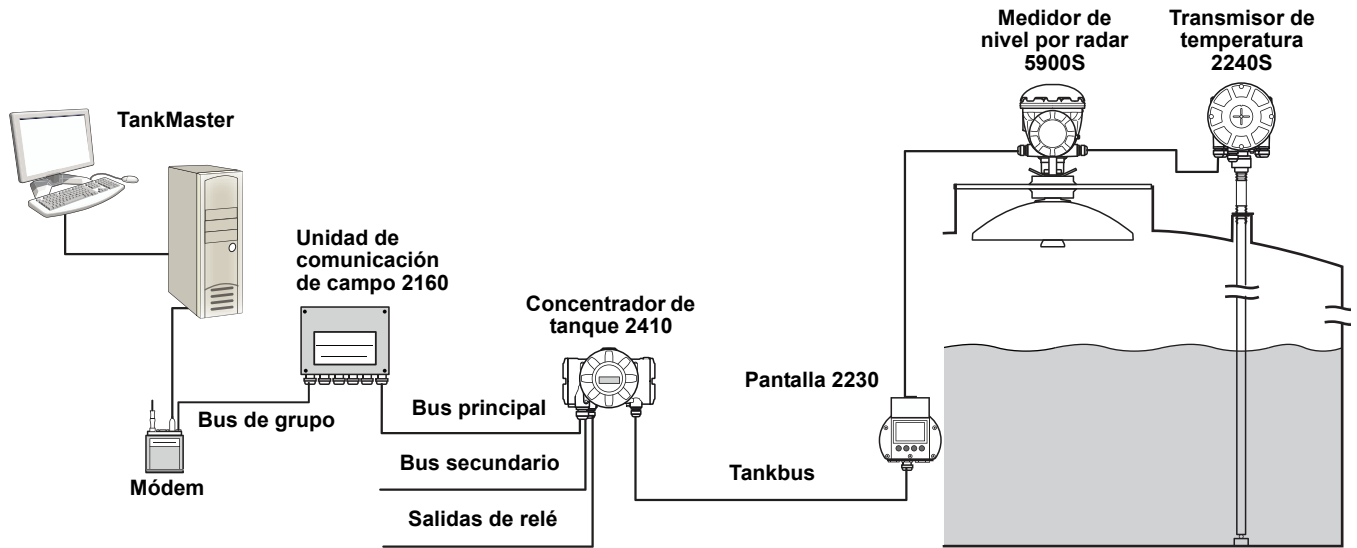 Medidor de
nivel por radar
5900S
Transmisor de
temperatura
2240S
TankMaster
Unidad de
comunicación
de campo 2160
Concentrador de
tanque 2410
Pantalla 2230
Bus de grupo
Bus principal
Bus secundario
Tankbus
Módem
Salidas de relé